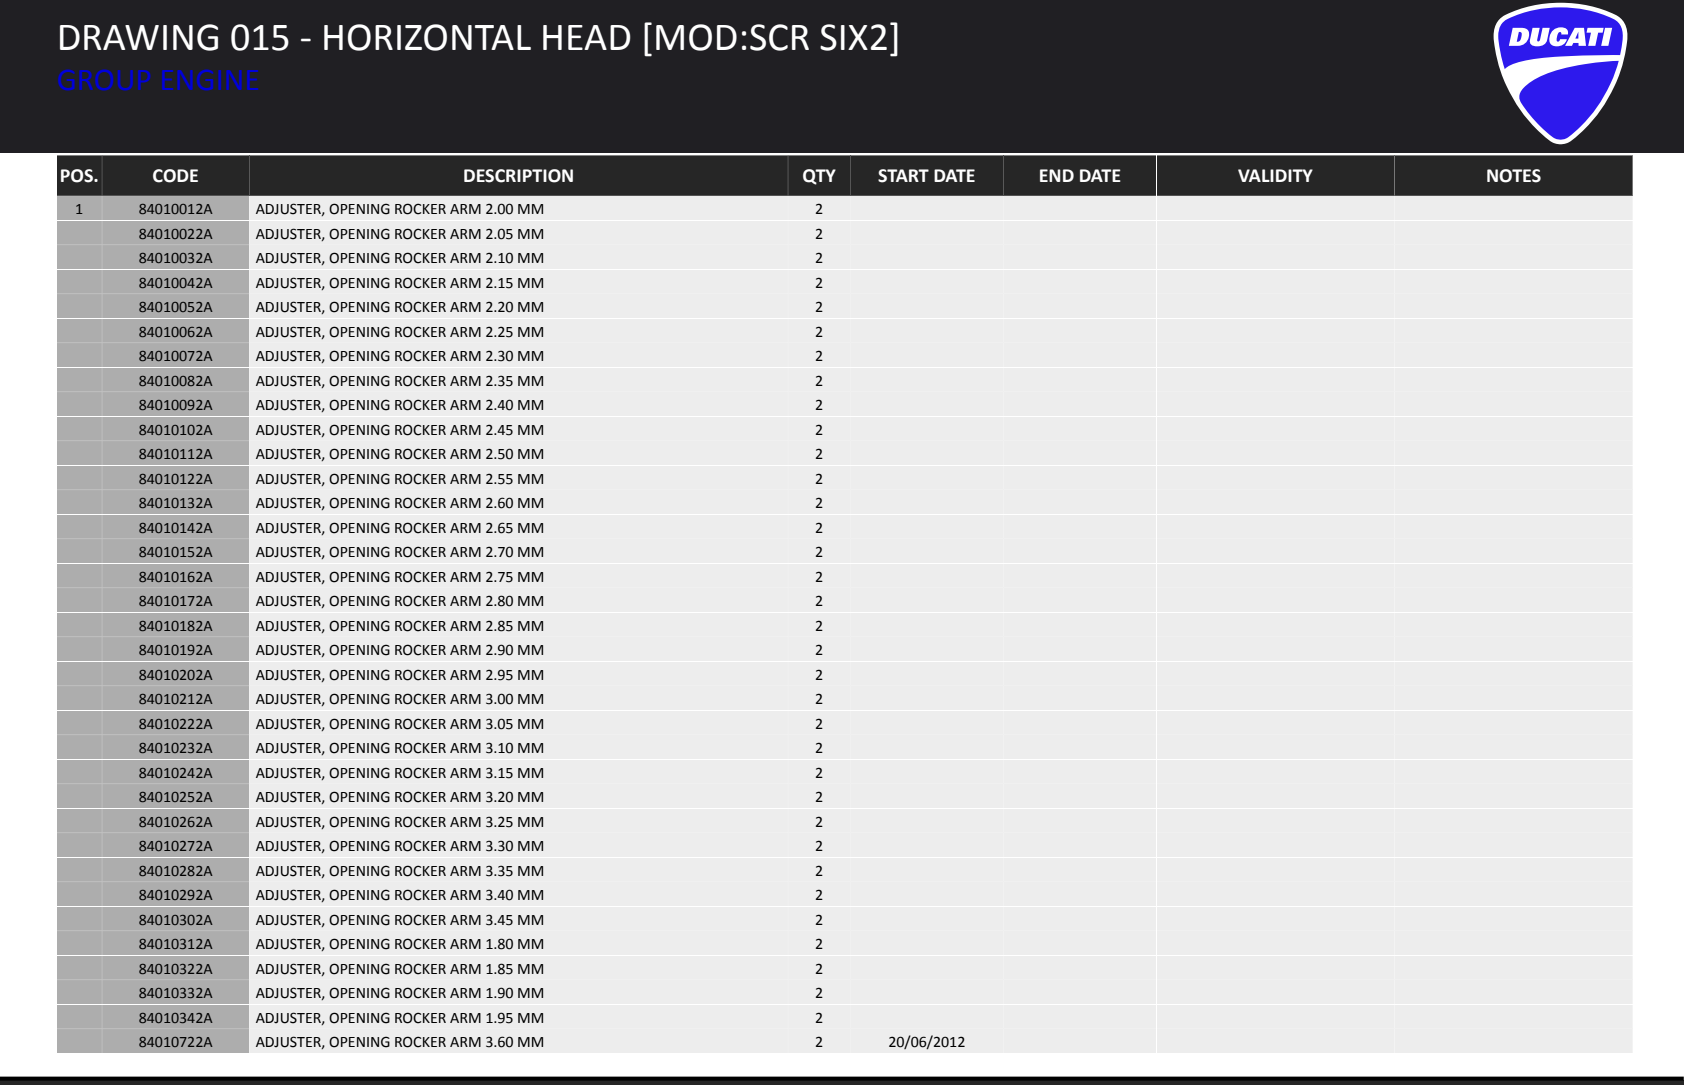 DRAWING 015 - HORIZONTAL HEAD [MOD:SCR SIX2]
GROUP ENGINE
DUCATI
POS. CODE DESCRIPTION QTY START DATE END DATE VALIDITY NOTES
1 84010012A ADJUSTER, OPENING ROCKER ARM 2.00 MM 2
84010022A ADJUSTER, OPENING ROCKER ARM 2.05 MM 2
84010032A ADJUSTER, OPENING ROCKER ARM 2.10 MM 2
84010042A ADJUSTER, OPENING ROCKER ARM 2.15 MM 2
84010052A ADJUSTER, OPENING ROCKER ARM 2.20 MM 2
84010062A ADJUSTER, OPENING ROCKER ARM 2.25 MM 2
84010072A ADJUSTER, OPENING ROCKER ARM 2.30 MM 2
84010082A ADJUSTER, OPENING ROCKER ARM 2.35 MM 2
84010092A ADJUSTER, OPENING ROCKER ARM 2.40 MM 2
84010102A ADJUSTER, OPENING ROCKER ARM 2.45 MM 2
84010112A ADJUSTER, OPENING ROCKER ARM 2.50 MM 2
84010122A ADJUSTER, OPENING ROCKER ARM 2.55 MM 2
84010132A ADJUSTER, OPENING ROCKER ARM 2.60 MM 2
84010142A ADJUSTER, OPENING ROCKER ARM 2.65 MM 2
84010152A ADJUSTER, OPENING ROCKER ARM 2.70 MM 2
84010162A ADJUSTER, OPENING ROCKER ARM 2.75 MM 2
84010172A ADJUSTER, OPENING ROCKER ARM 2.80 MM 2
84010182A ADJUSTER, OPENING ROCKER ARM 2.85 MM 2
84010192A ADJUSTER, OPENING ROCKER ARM 2.90 MM 2
84010202A ADJUSTER, OPENING ROCKER ARM 2.95 MM 2
84010212A ADJUSTER, OPENING ROCKER ARM 3.00 MM 2
84010222A ADJUSTER, OPENING ROCKER ARM 3.05 MM 2
84010232A ADJUSTER, OPENING ROCKER ARM 3.10 MM 2
84010242A ADJUSTER, OPENING ROCKER ARM 3.15 MM 2
84010252A ADJUSTER, OPENING ROCKER ARM 3.20 MM 2
84010262A ADJUSTER, OPENING ROCKER ARM 3.25 MM 2
84010272A ADJUSTER, OPENING ROCKER ARM 3.30 MM 2
84010282A ADJUSTER, OPENING ROCKER ARM 3.35 MM 2
84010292A ADJUSTER, OPENING ROCKER ARM 3.40 MM 2
84010302A ADJUSTER, OPENING ROCKER ARM 3.45 MM 2
84010312A ADJUSTER, OPENING ROCKER ARM 1.80 MM 2
84010322A ADJUSTER, OPENING ROCKER ARM 1.85 MM 2
84010332A ADJUSTER, OPENING ROCKER ARM 1.90 MM 2
84010342A ADJUSTER, OPENING ROCKER ARM 1.95 MM 2
84010722A ADJUSTER, OPENING ROCKER ARM 3.60 MM 2 20/06/2012